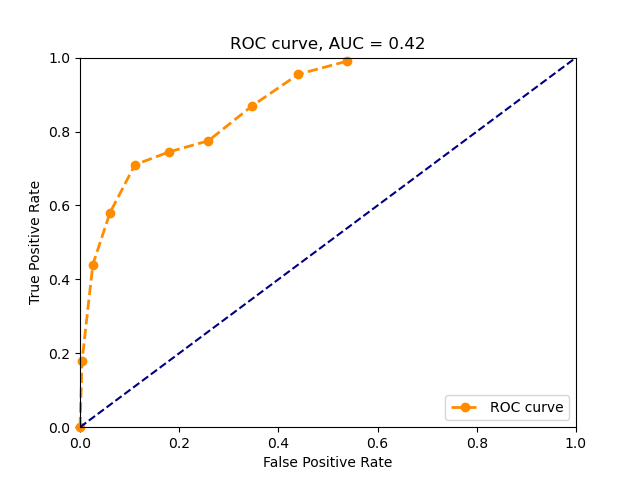 ROC curve, AUC = 0.42
1.0
0.8
0.6
0.4
0.2
0.0
True Positive Rate
0.0 0.2 0.4 0.6 0.8 1.0
False Positive Rate
ROC curve